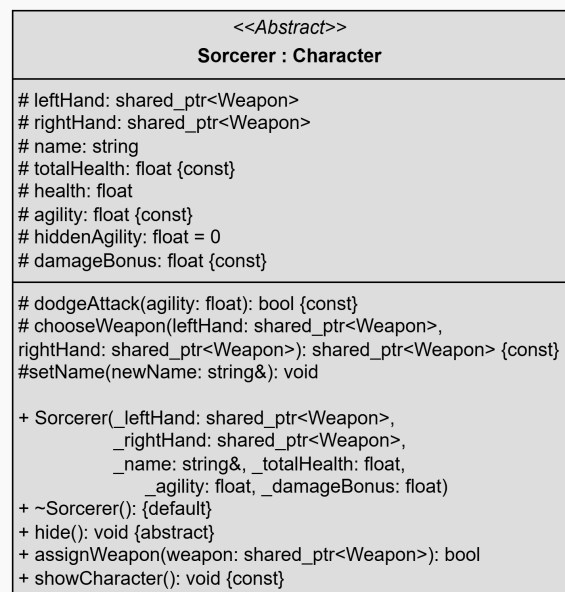 <<Abstract>>
Sorcerer : Character
# leftHand: shared_ptr<Weapon>
# rightHand: shared_ptr<Weapon>
# name: string
# totalHealth: float {const}
# health: float
# agility: float {const}
# hiddenAgility: float = 0
# damageBonus: float {const}
# dodgeAttack(agility: float): bool {const}
# chooseWeapon(leftHand: shared_ptr<Weapon>,
rightHand: shared_ptr<Weapon>): shared_ptr<Weapon> {const}
#setName(newName: string&): void
+ Sorcerer(_leftHand: shared_ptr<Weapon>,
_rightHand: shared_ptr<Weapon>,
_name: string&, _totalHealth: float,
_agility: float, _damageBonus: float)
+ ~Sorcerer(): {default}
+ hide(): void {abstract}
+ assignWeapon(weapon: shared_ptr<Weapon>): bool
+ showCharacter(): void {const}